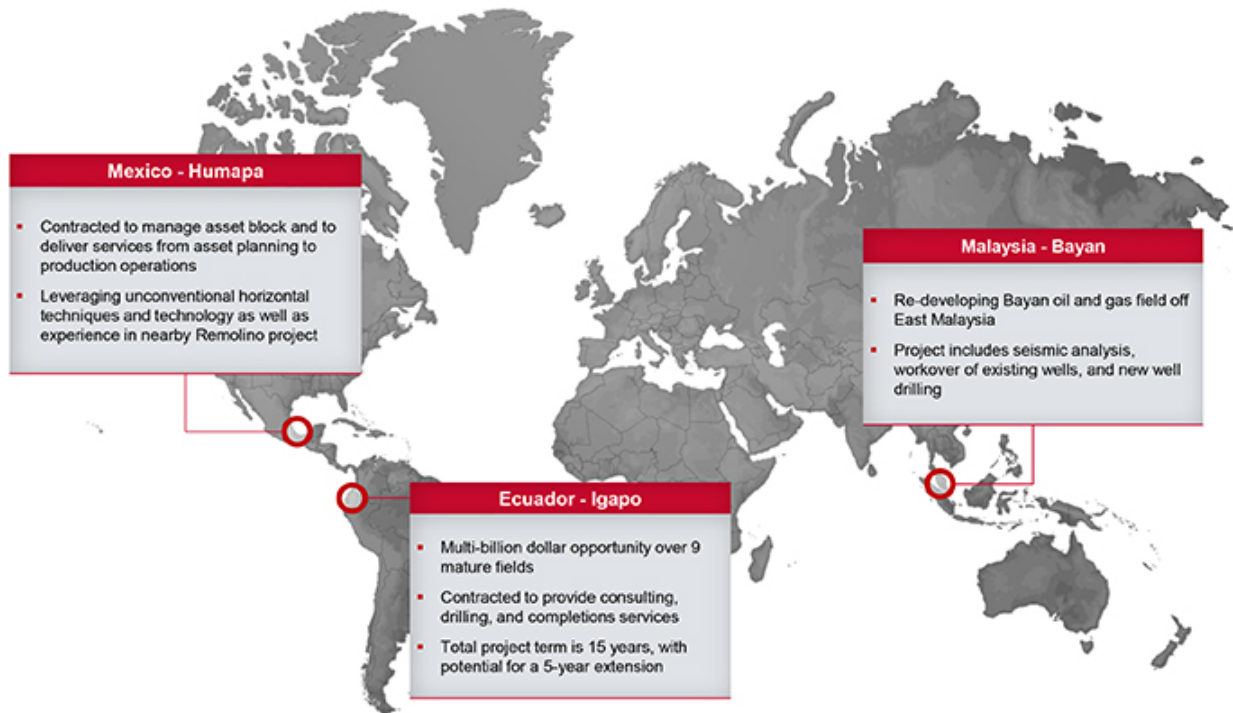 Mexico - Humapa
▪ Contracted to manage asset block and to
deliver services from asset planning to
production operations
▪ Leveraging unconventional horizontal
techniques and technology as well as
experience in nearby Remolino project
Malaysia - Bayan
▪ Re-developing Bayan oil and gas field off
East Malaysia
▪ Project includes seismic analysis,
workover of existing wells, and new well
drilling
Ecuador - Igapo
▪ Multi-billion dollar opportunity over 9
mature fields
▪ Contracted to provide consulting,
drilling, and completions services
▪ Total project term is 15 years, with
potential for a 5-year extension